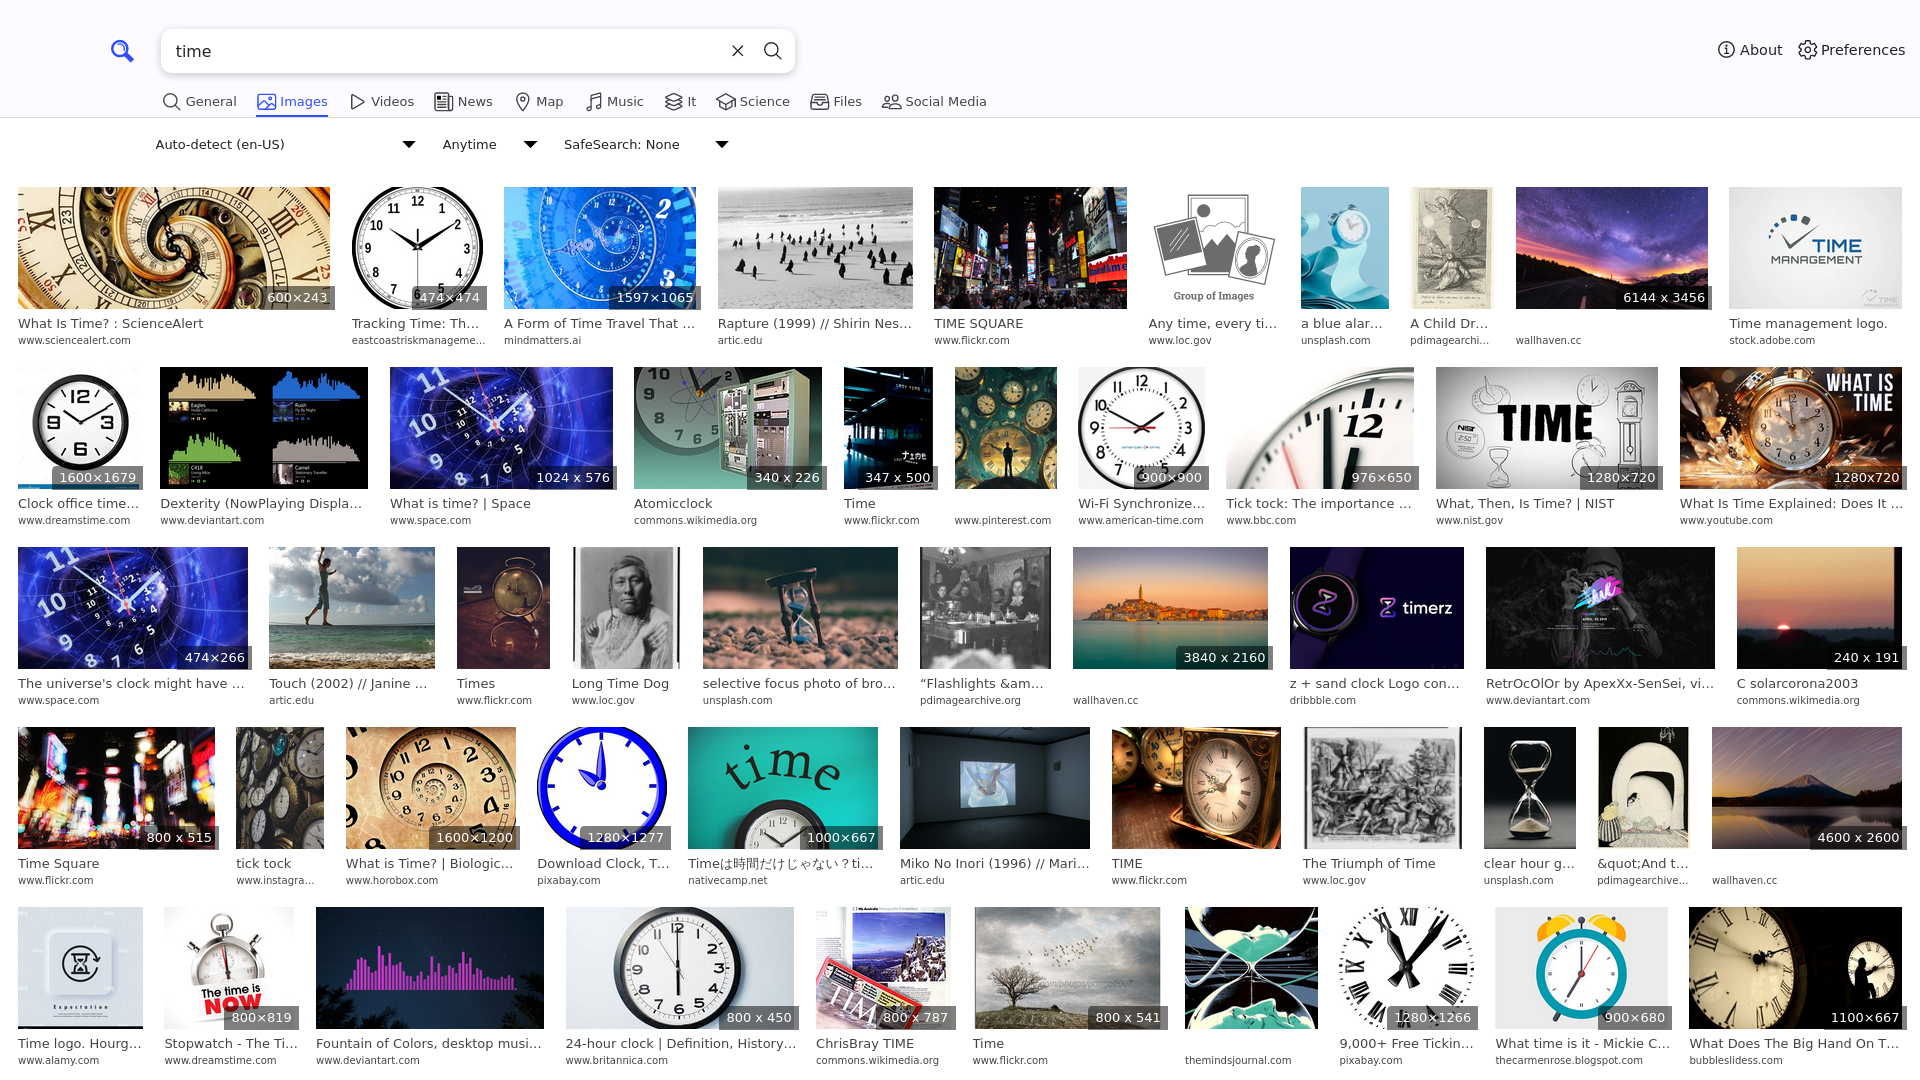 time
About
Preferences
General
Images
Videos
News
Map
Music
It
Science
Files
Social Media
Auto-detect (en-US)
Anytime
SafeSearch: None
600×243
What Is Time? : ScienceAlert
www.sciencealert.com
474×474
Tracking Time: Th...
eastcoastriskmanageme...
1597×1065
A Form of Time Travel That ...
mindmatters.ai
Rapture (1999) // Shirin Nes...
artic.edu
TIME SQUARE
www.flickr.com
Group of Images
Any time, every ti...
www.loc.gov
a blue alar...
unsplash.com
A Child Dr...
pdimagearchi...
6144 x 3456
wallhaven.cc
TIME
MANAGEMENT
Time management logo.
stock.adobe.com
1600×1679
Clock office time...
www.dreamstime.com
Dexterity (NowPlaying Displa...
www.deviantart.com
1024 x 576
What is time? | Space
www.space.com
340 x 226
Atomicclock
commons.wikimedia.org
time
347 x 500
Time
www.flickr.com
www.pinterest.com
900×900
Wi-Fi Synchronize...
www.american-time.com
12
976×650
Tick tock: The importance ...
www.bbc.com
TIME
NIST
1280×720
What, Then, Is Time? | NIST
www.nist.gov
WHAT IS
TIME
1280x720
What Is Time Explained: Does It ...
www.youtube.com
474×266
The universe's clock might have ...
www.space.com
Touch (2002) // Janine ...
artic.edu
Times
www.flickr.com
Long Time Dog
www.loc.gov
selective focus photo of bro...
unsplash.com
“Flashlights &am...
pdimagearchive.org
3840 x 2160
wallhaven.cc
timerz
z + sand clock Logo con...
dribbble.com
RetrOcOlOr by ApexXx-SenSei, vi...
www.deviantart.com
240 x 191
C solarcorona2003
commons.wikimedia.org
800 x 515
Time Square
www.flickr.com
tick tock
www.instagra...
1600×1200
What is Time? | Biologic...
www.horobox.com
1280×1277
Download Clock, T...
pixabay.com
time
1000×667
Timeは時間だけじゃない？ti...
nativecamp.net
Miko No Inori (1996) // Mari...
artic.edu
TIME
www.flickr.com
The Triumph of Time
www.loc.gov
clear hour g...
unsplash.com
&quot;And t...
pdimagearchive...
4600 x 2600
wallhaven.cc
Expectation
Time logo. Hourg...
www.alamy.com
The time is
NOW
800×819
Stopwatch - The Ti...
www.dreamstime.com
Fountain of Colors, desktop musi...
www.deviantart.com
800 x 450
24-hour clock | Definition, History...
www.britannica.com
TIM
800 x 787
ChrisBray TIME
commons.wikimedia.org
800 x 541
Time
www.flickr.com
themindsjournal.com
1280×1266
9,000+ Free Tickin...
pixabay.com
900×680
What time is it - Mickie C...
thecarmenrose.blogspot.com
1100×667
What Does The Big Hand On T...
bubbleslidess.com